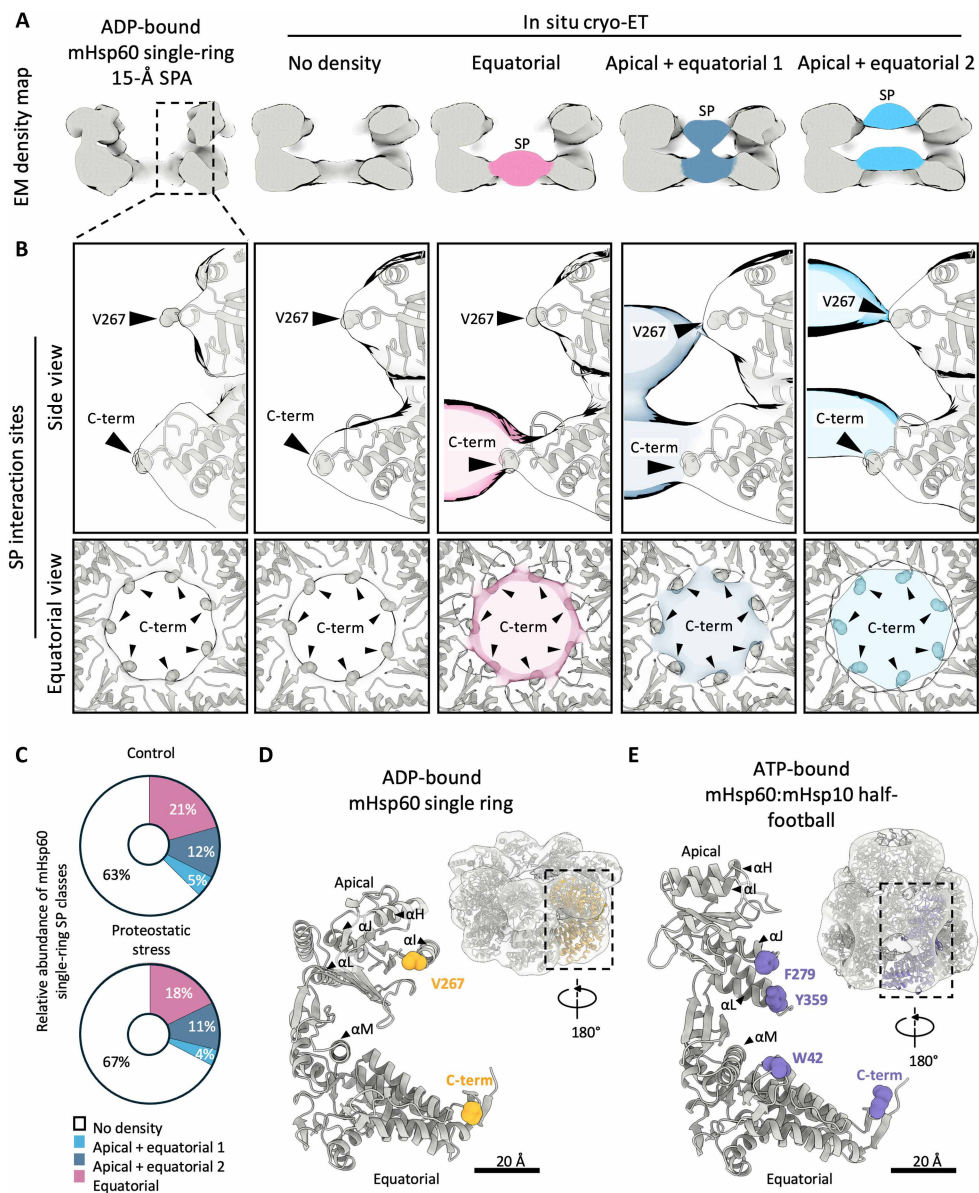 A
ADP-bound
mHsp60 single-ring
15-Å SPA
In situ cryo-ET
No density
Equatorial
Apical + equatorial 1
Apical + equatorial 2
EM density map
SP
SP
SP
B
SP interaction sites
Side view
V267
C-term
V267
C-term
V267
C-term
V267
C-term
V267
C-term
Equatorial view
C-term
C-term
C-term
C-term
C-term
C
Relative abundance of mHsp60
single-ring SP classes
Control
21%
12%
5%
63%
Proteostatic
stress
18%
11%
4%
67%
No density
Apical + equatorial 1
Apical + equatorial 2
Equatorial
D
ADP-bound
mHsp60 single ring
Apical
αH
αJ
αI
αL
V267
αM
C-term
180°
Equatorial
20 Å
E
ATP-bound
mHsp60:mHsp10 half-
football
Apical
αH
αI
αJ
F279
Y359
αL
αM
W42
C-term
180°
Equatorial
20 Å